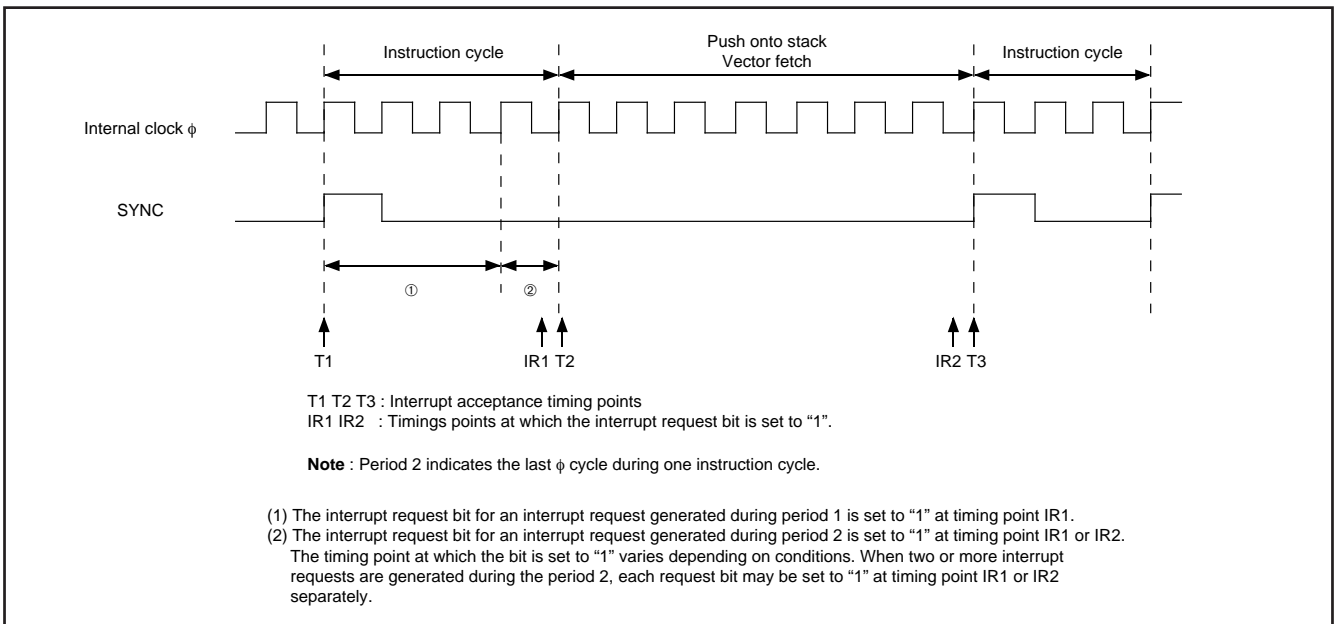 Instruction cycle
Push onto stack
Vector fetch
Instruction cycle
Internal clock ϕ
SYNC
①
②
T1
IR1 T2
IR2 T3
T1 T2 T3 : Interrupt acceptance timing points
IR1 IR2 : Timings points at which the interrupt request bit is set to “1”.
Note : Period 2 indicates the last ϕ cycle during one instruction cycle.
(1) The interrupt request bit for an interrupt request generated during period 1 is set to “1” at timing point IR1.
(2) The interrupt request bit for an interrupt request generated during period 2 is set to “1” at timing point IR1 or IR2.
The timing point at which the bit is set to “1” varies depending on conditions. When two or more interrupt
requests are generated during the period 2, each request bit may be set to “1” at timing point IR1 or IR2
separately.